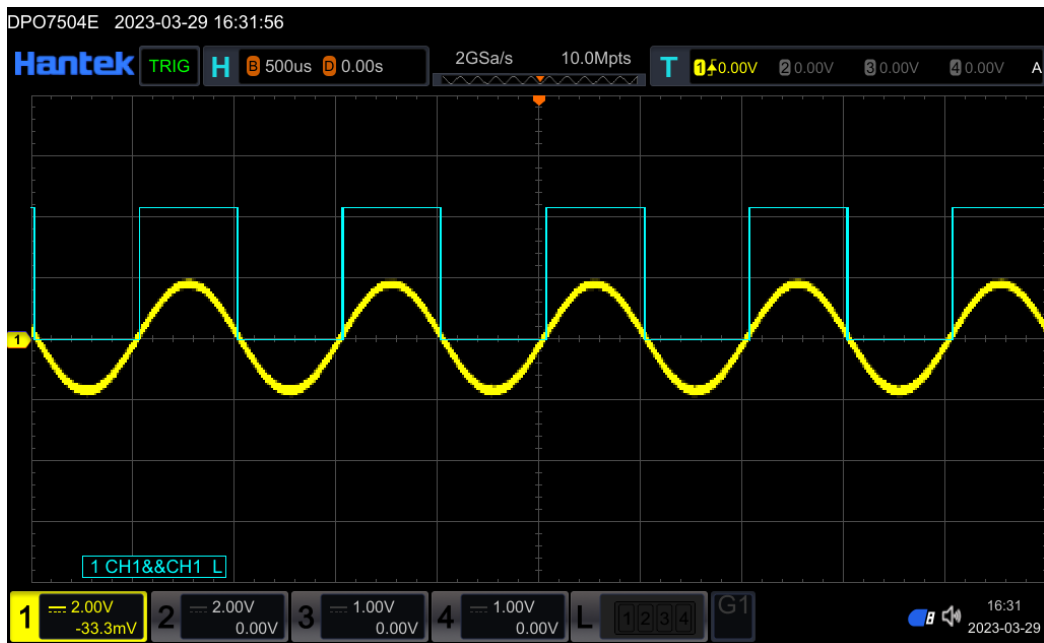 DPO7504E 2023-03-29 16:31:56
Hantek TRIG H B 500us D 0.00s 2GSa/s 10.0Mpts T 1 0.00V 2 0.00V 3 0.00V 4 0.00V A
1
1 CH1&&CH1 L
1 2.00V 2 2.00V 3 1.00V 4 1.00V L 1 2 3 4 G1 16:31
-33.3mV 0.00V 0.00V 0.00V 2023-03-29